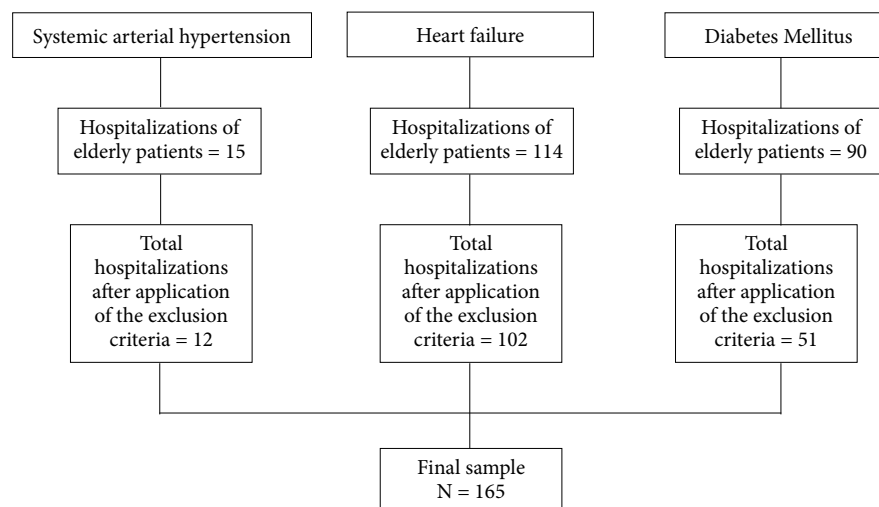 Systemic arterial hypertension
Heart failure
Diabetes Mellitus
Hospitalizations of
elderly patients = 15
Hospitalizations of
elderly patients = 114
Hospitalizations of
elderly patients = 90
Total
hospitalizations
after application
of the exclusion
criteria = 12
Total
hospitalizations
after application
of the exclusion
criteria = 102
Total
hospitalizations
after application
of the exclusion
criteria = 51
Final sample
N = 165